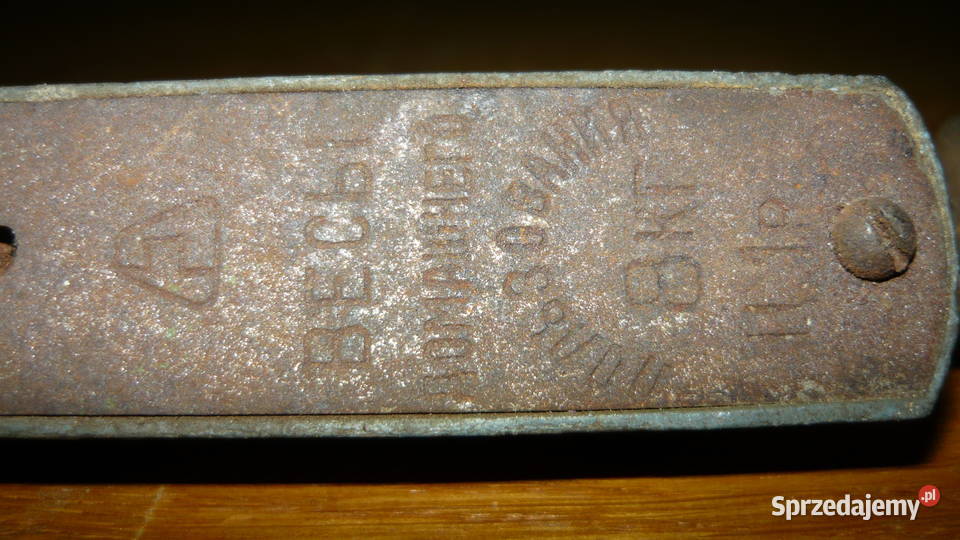 ВЕСЫ
ДОМАШНЕГО
ПОЛЬЗОВАНИЯ
8КГ
Sprzedajemy.pl